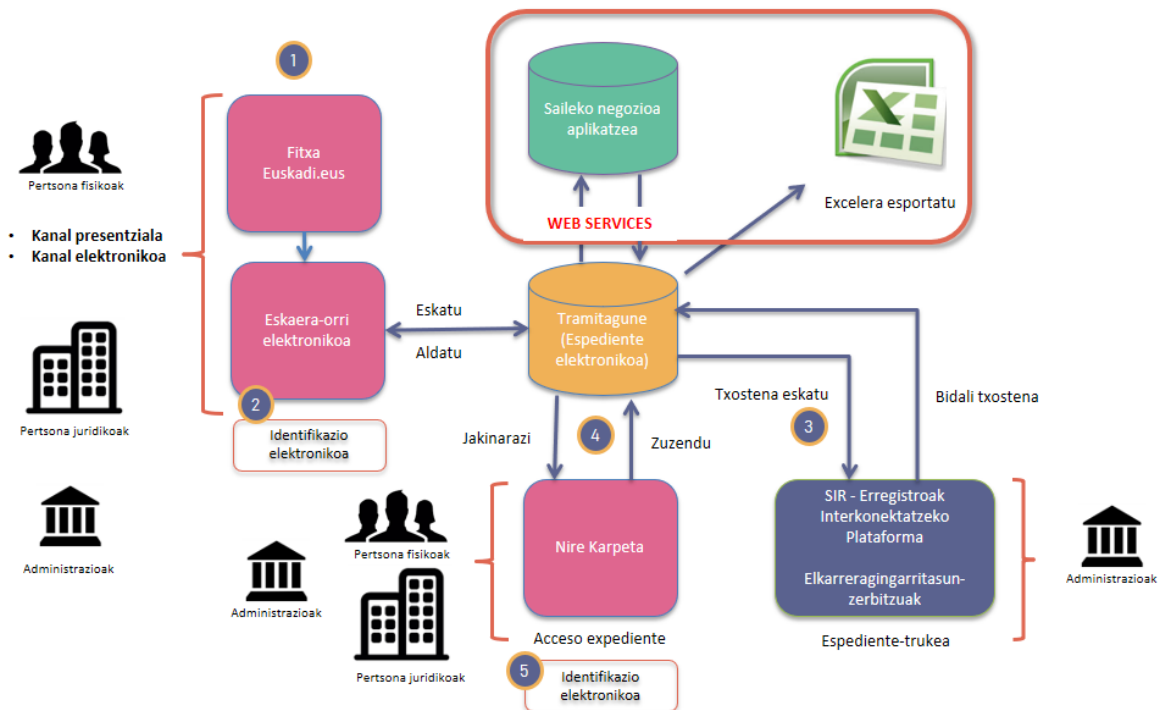 1
Fitxa
Euskadi.eus
Pertsona fisikoak
• Kanal presentziala
• Kanal elektronikoa
Pertsona juridikoak
Administrazioak
Eskaera-orri
elektronikoa
2
Identifikazio
elektronikoa
Eskatu
Aldatu
Saileko negozioa
aplikatzea
WEB SERVICES
X
Excelera esportatu
Tramitagune
(Espediente
elektronikoa)
Txostena eskatu
3
Bidali txostena
Jakinarazi
4
Zuzendu
Pertsona fisikoak
Administrazioak
Pertsona juridikoak
Nire Karpeta
Acceso expediente
5
Identifikazio
elektronikoa
SIR - Erregistroak
Interkonektatzeko
Plataforma
Elkarreragingarritasun-
zerbitzuak
Espediente-trukea
Administrazioak